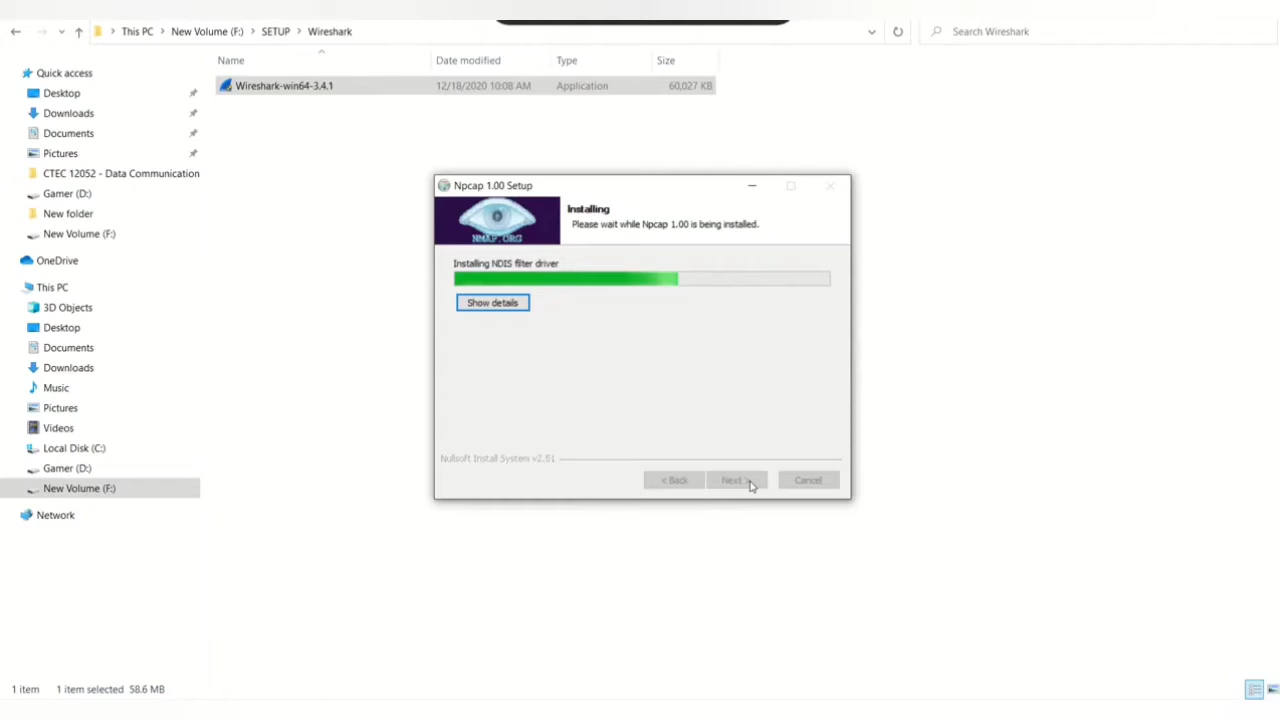 This PC > New Volume (F:) > SETUP > Wireshark
Search Wireshark
Name Date modified Type Size
Wireshark-win64-3.4.1 12/18/2020 10:08 AM Application 60,027 KB
Quick access
Desktop
Downloads
Documents
Pictures
CTEC 12052 - Data Communication
Gamer (D:)
New folder
New Volume (F:)
OneDrive
This PC
3D Objects
Desktop
Documents
Downloads
Music
Pictures
Videos
Local Disk (C:)
Gamer (D:)
New Volume (F:)
Network
Npcap 1.00 Setup
NMAP.ORG
Installing
Please wait while Npcap 1.00 is being installed.
Installing NDIS filter driver
Show details
Nullsoft Install System v2.51
< Back Next > Cancel
1 item 1 item selected 58.6 MB